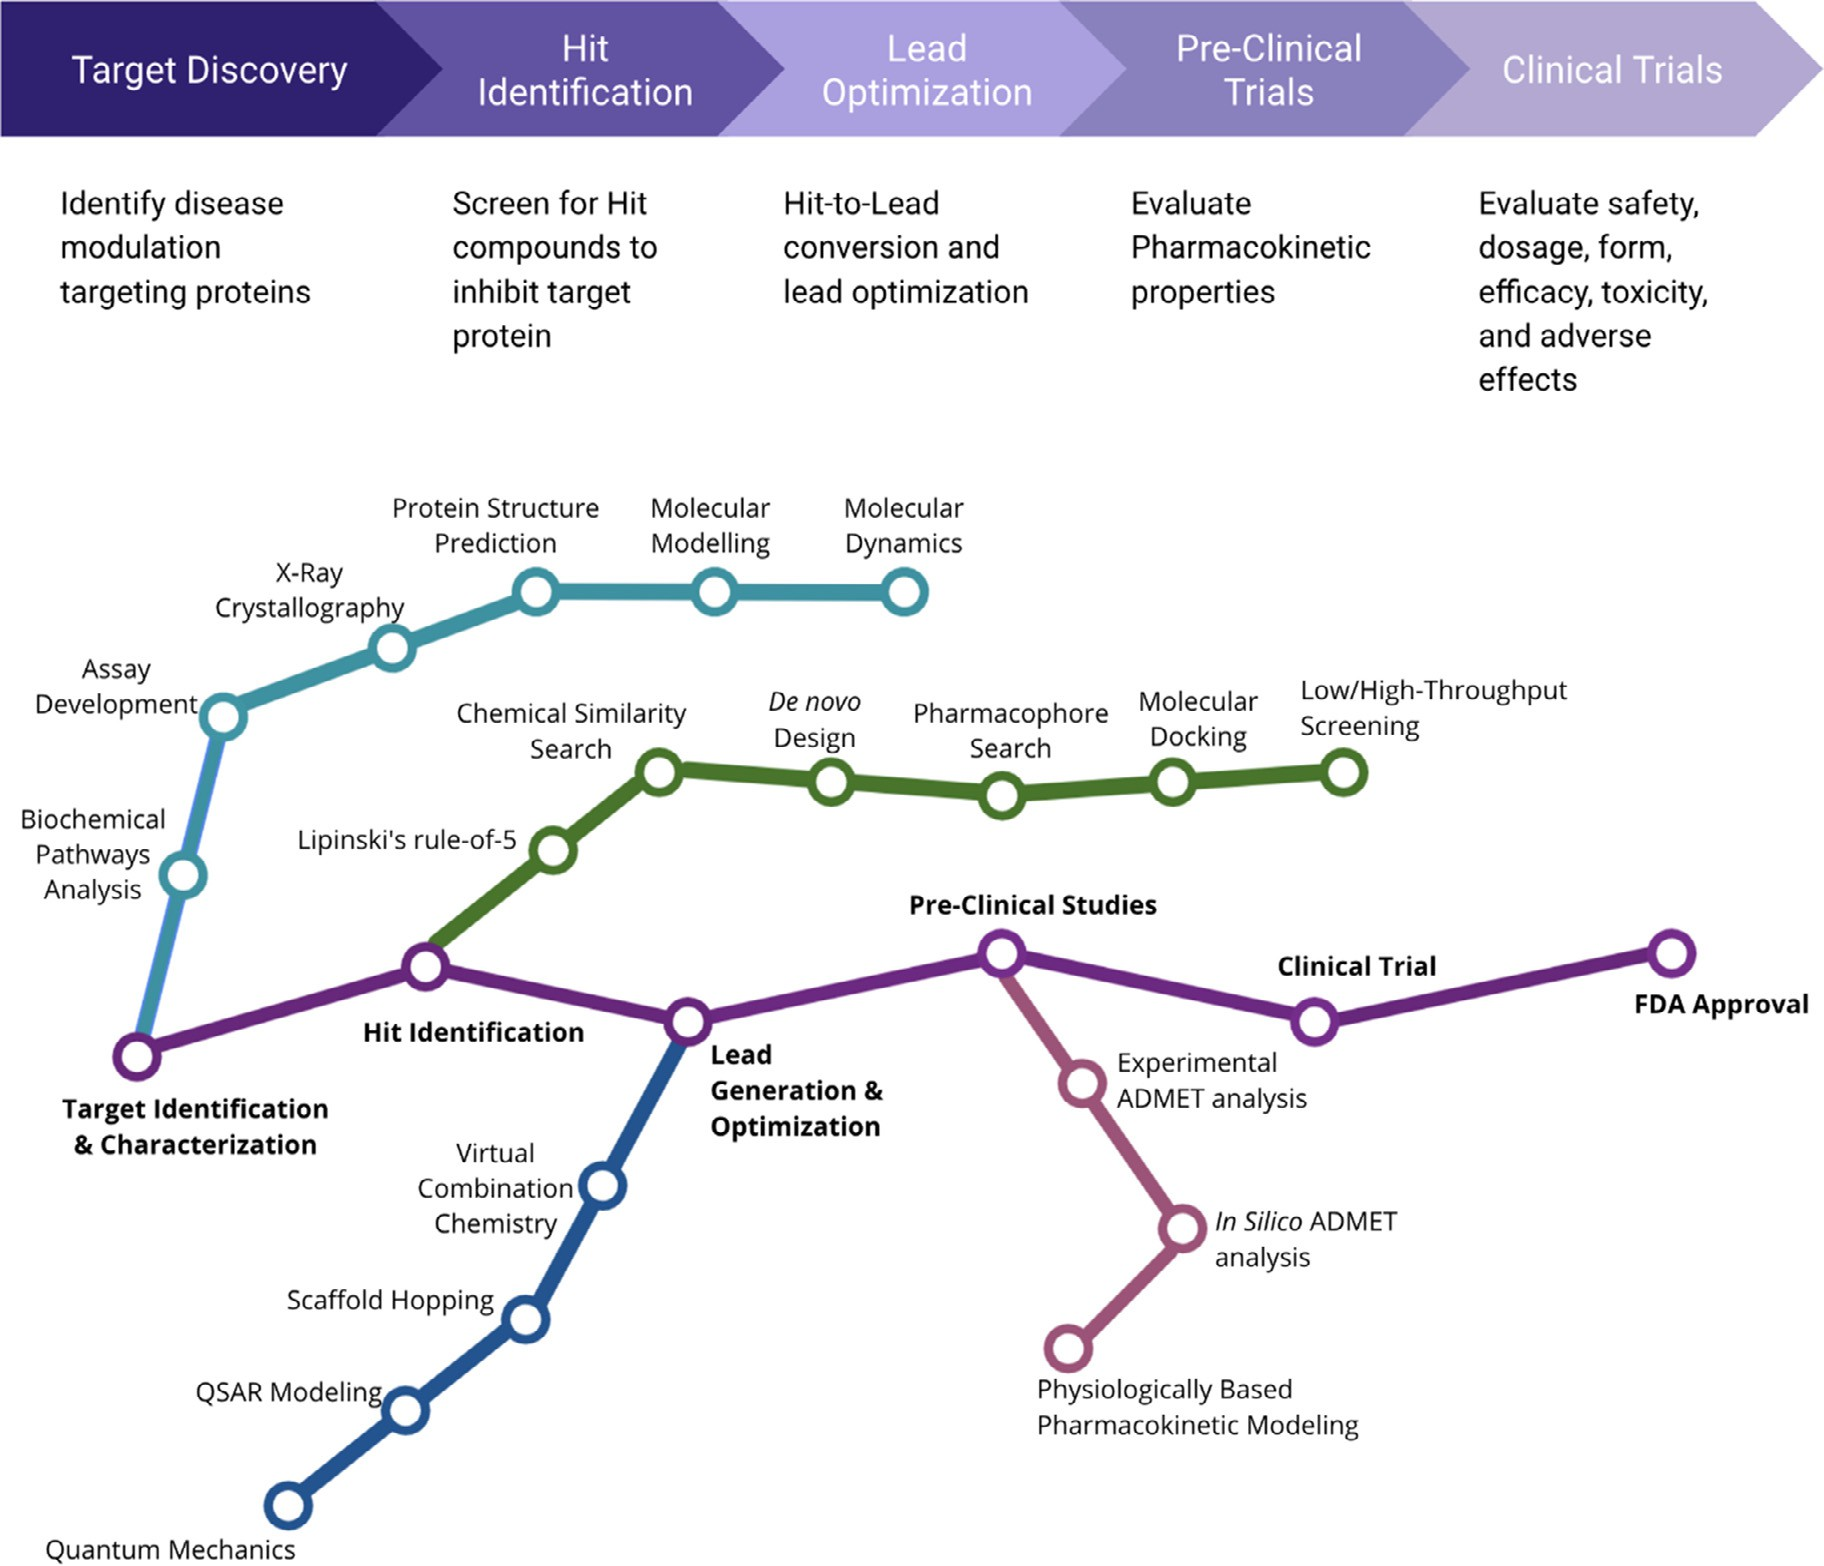 Target Discovery
Hit
Identification
Lead
Optimization
Pre-Clinical
Trials
Clinical Trials
Identify disease
modulation
targeting proteins
Screen for Hit
compounds to
inhibit target
protein
Hit-to-Lead
conversion and
lead optimization
Evaluate
Pharmacokinetic
properties
Evaluate safety,
dosage, form,
efficacy, toxicity,
and adverse
effects
Protein Structure
Prediction
Molecular
Modelling
Molecular
Dynamics
X-Ray
Crystallography
Assay
Development
Biochemical
Pathways
Analysis
Chemical Similarity
Search
De novo
Design
Pharmacophore
Search
Molecular
Docking
Low/High-Throughput
Screening
Lipinski's rule-of-5
Pre-Clinical Studies
Clinical Trial
FDA Approval
Hit Identification
Lead
Generation &
Optimization
Target Identification
& Characterization
Experimental
ADMET analysis
Virtual
Combination
Chemistry
In Silico ADMET
analysis
Scaffold Hopping
QSAR Modeling
Physiologically Based
Pharmacokinetic Modeling
Quantum Mechanics